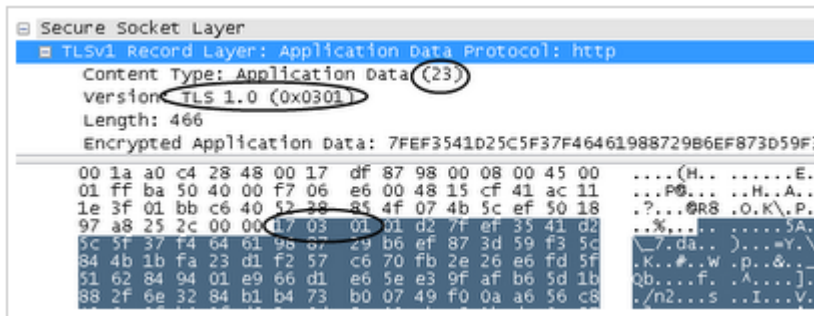 Secure Socket Layer
TLSv1 Record Layer: Application Data Protocol: http
Content Type: Application Data (23)
Version: TLS 1.0 (0x0301)
Length: 466
Encrypted Application Data: 7FEF3541D25C5F37F46461988729B6EF873D59F3
00 1a a0 c4 28 48 00 17 df 87 98 00 08 00 45 00 ....(H.. ......E.
01 ff ba 50 40 00 f7 06 e6 00 48 15 cf 41 ac 11 ...P@... ..H..A..
1e 3f 01 bb c6 40 52 38 85 4f 07 4b 5c ef 50 18 .?...@R8 .O.K\.P.
97 a8 25 2c 00 00 17 03 01 01 d2 7f ef 35 41 d2 ..%,.... .....5A.
5c 5f 37 f4 64 61 98 87 29 b6 ef 87 3d 59 f3 5c \_7.da.. )...=Y.\
84 4b 1b fa 23 d1 f2 57 c6 70 fb 2e 26 e6 fd 5f .K..#..W .p..&.._
51 62 84 94 01 e9 66 d1 e6 5e e3 9f af b6 5d 1b Qb....f. .^....].
88 2f 6e 32 84 b1 b4 73 b0 07 49 f0 0a a6 56 c8 ./n2...s ..I...V.